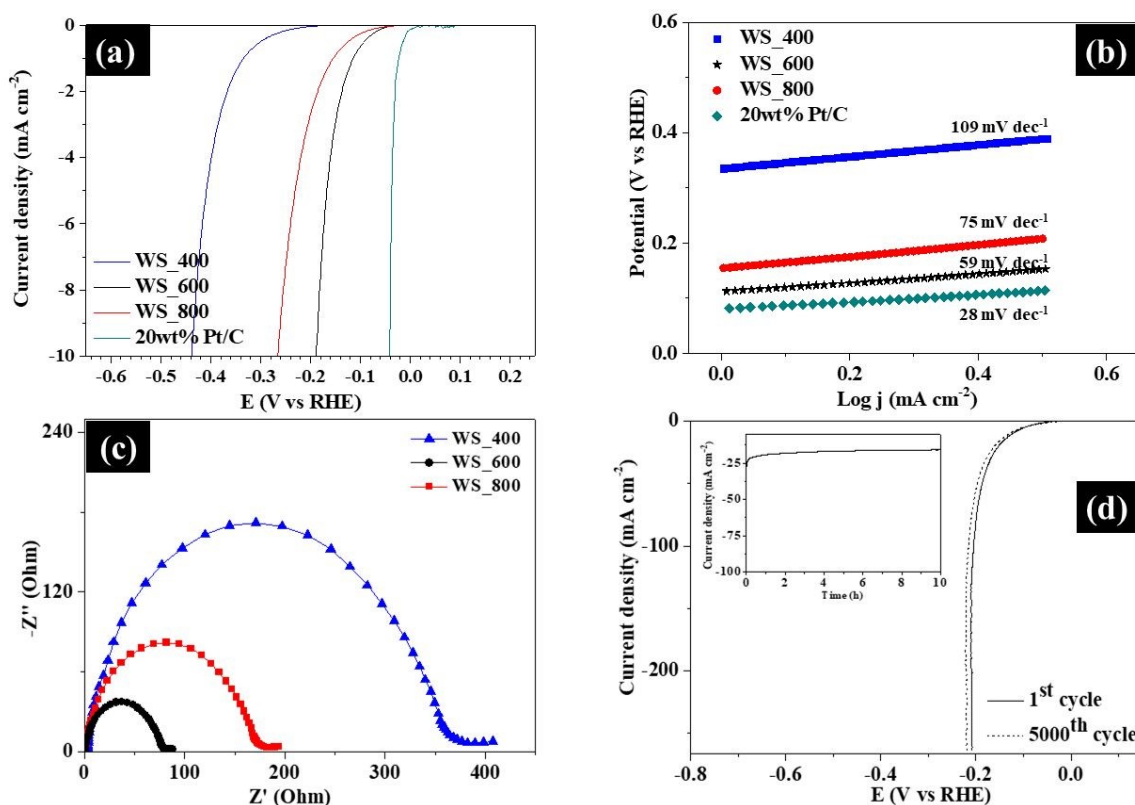 (a)
0
-2
-4
-6
-8
-10
Current density (mA cm-2)
WS_400
WS_600
WS_800
20wt% Pt/C
-0.6 -0.5 -0.4 -0.3 -0.2 -0.1 0.0 0.1 0.2
E (V vs RHE)
(b)
WS_400
WS_600
WS_800
20wt% Pt/C
0.6
0.4
0.2
0.0
Potential (V vs RHE)
109 mV dec-1
75 mV dec-1
59 mV dec-1
28 mV dec-1
0.0 0.2 0.4 0.6
Log j (mA cm-2)
(c)
WS_400
WS_600
WS_800
240
120
0
-Z'' (Ohm)
0 100 200 300 400
Z' (Ohm)
(d)
0
-100
-200
Current density (mA cm-2)
0
-25
-50
-75
-100
Current density (mA cm-2)
0 2 4 6 8 10
Time (h)
1st cycle
5000th cycle
-0.8 -0.6 -0.4 -0.2 0.0
E (V vs RHE)